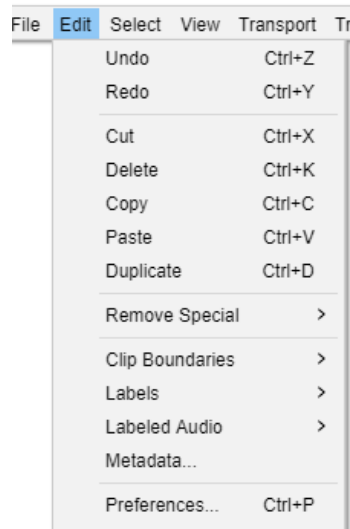 File Edit Select View Transport Tr
Undo Ctrl+Z
Redo Ctrl+Y
Cut Ctrl+X
Delete Ctrl+K
Copy Ctrl+C
Paste Ctrl+V
Duplicate Ctrl+D
Remove Special >
Clip Boundaries >
Labels >
Labeled Audio >
Metadata...
Preferences... Ctrl+P